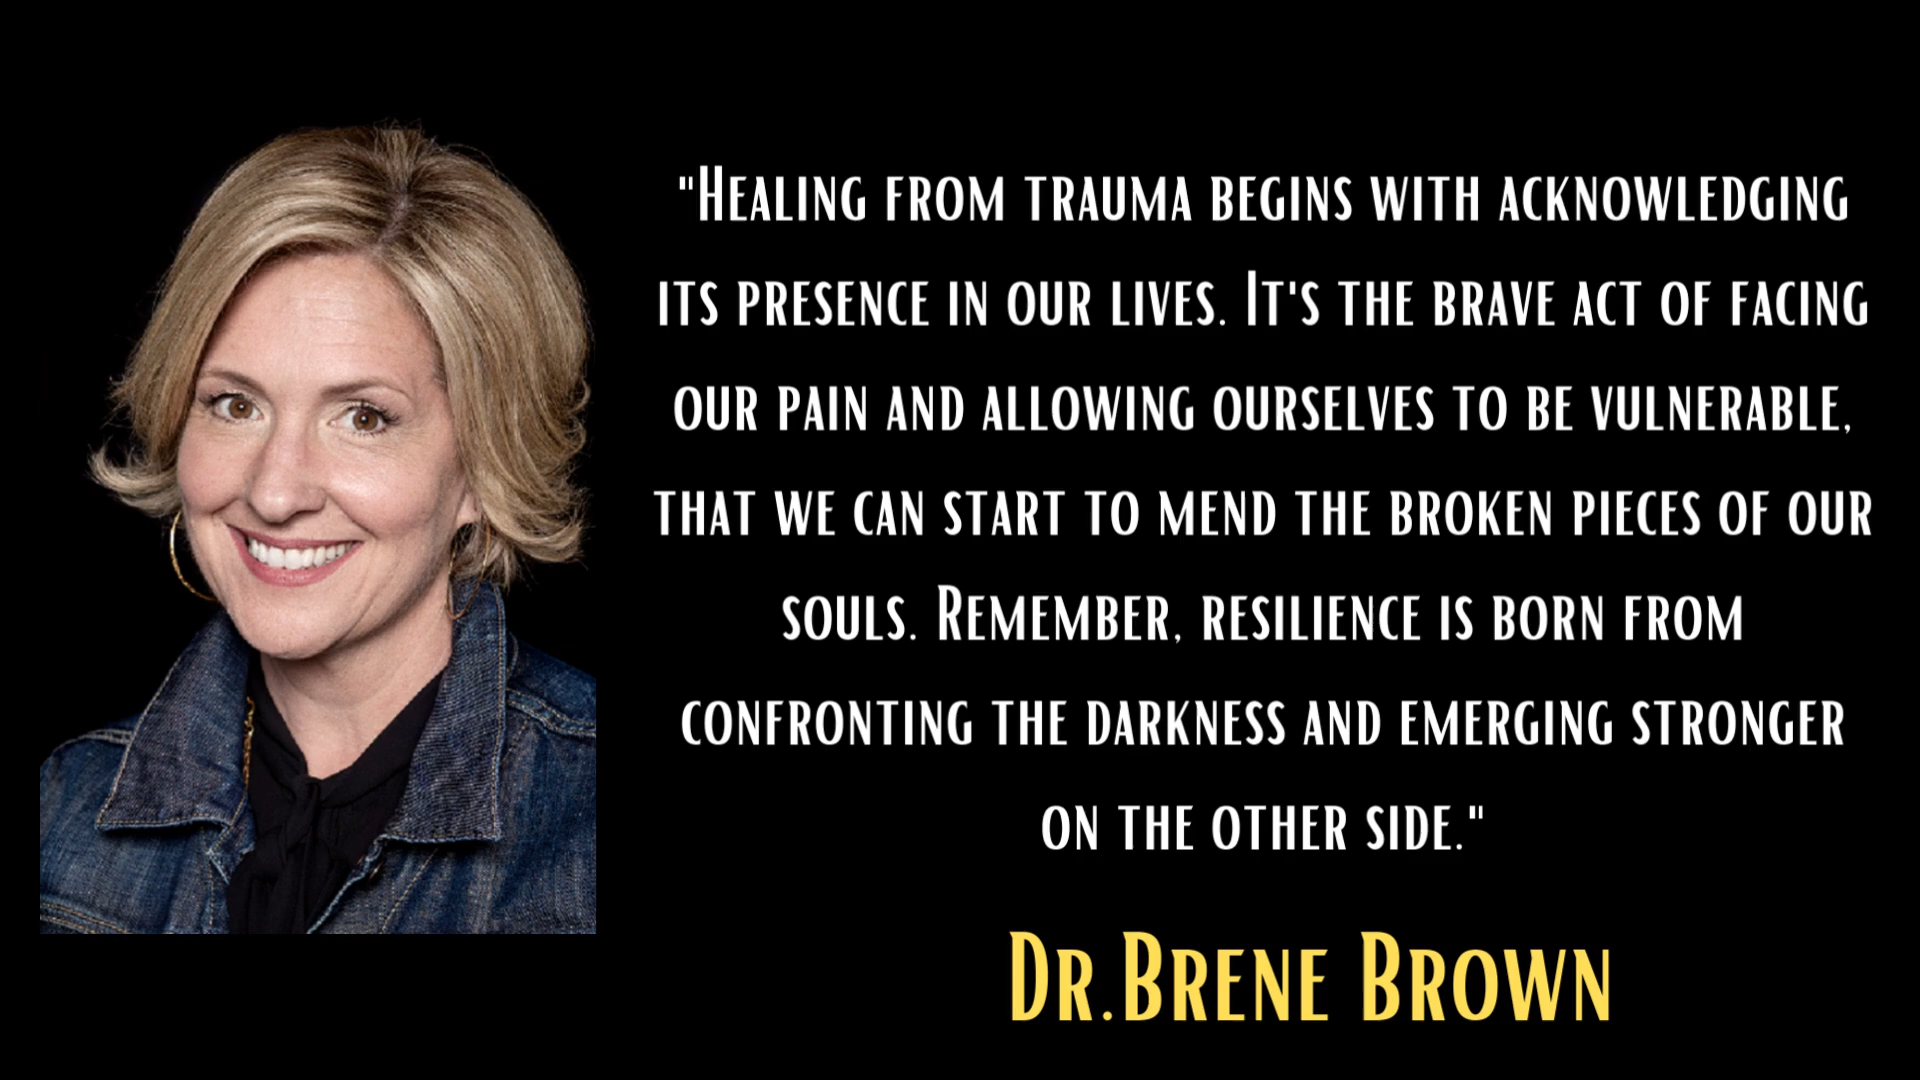 "Healing from trauma begins with acknowledging
its presence in our lives. It's the brave act of facing
our pain and allowing ourselves to be vulnerable,
that we can start to mend the broken pieces of our
souls. Remember, resilience is born from
confronting the darkness and emerging stronger
on the other side."
Dr.Brene Brown